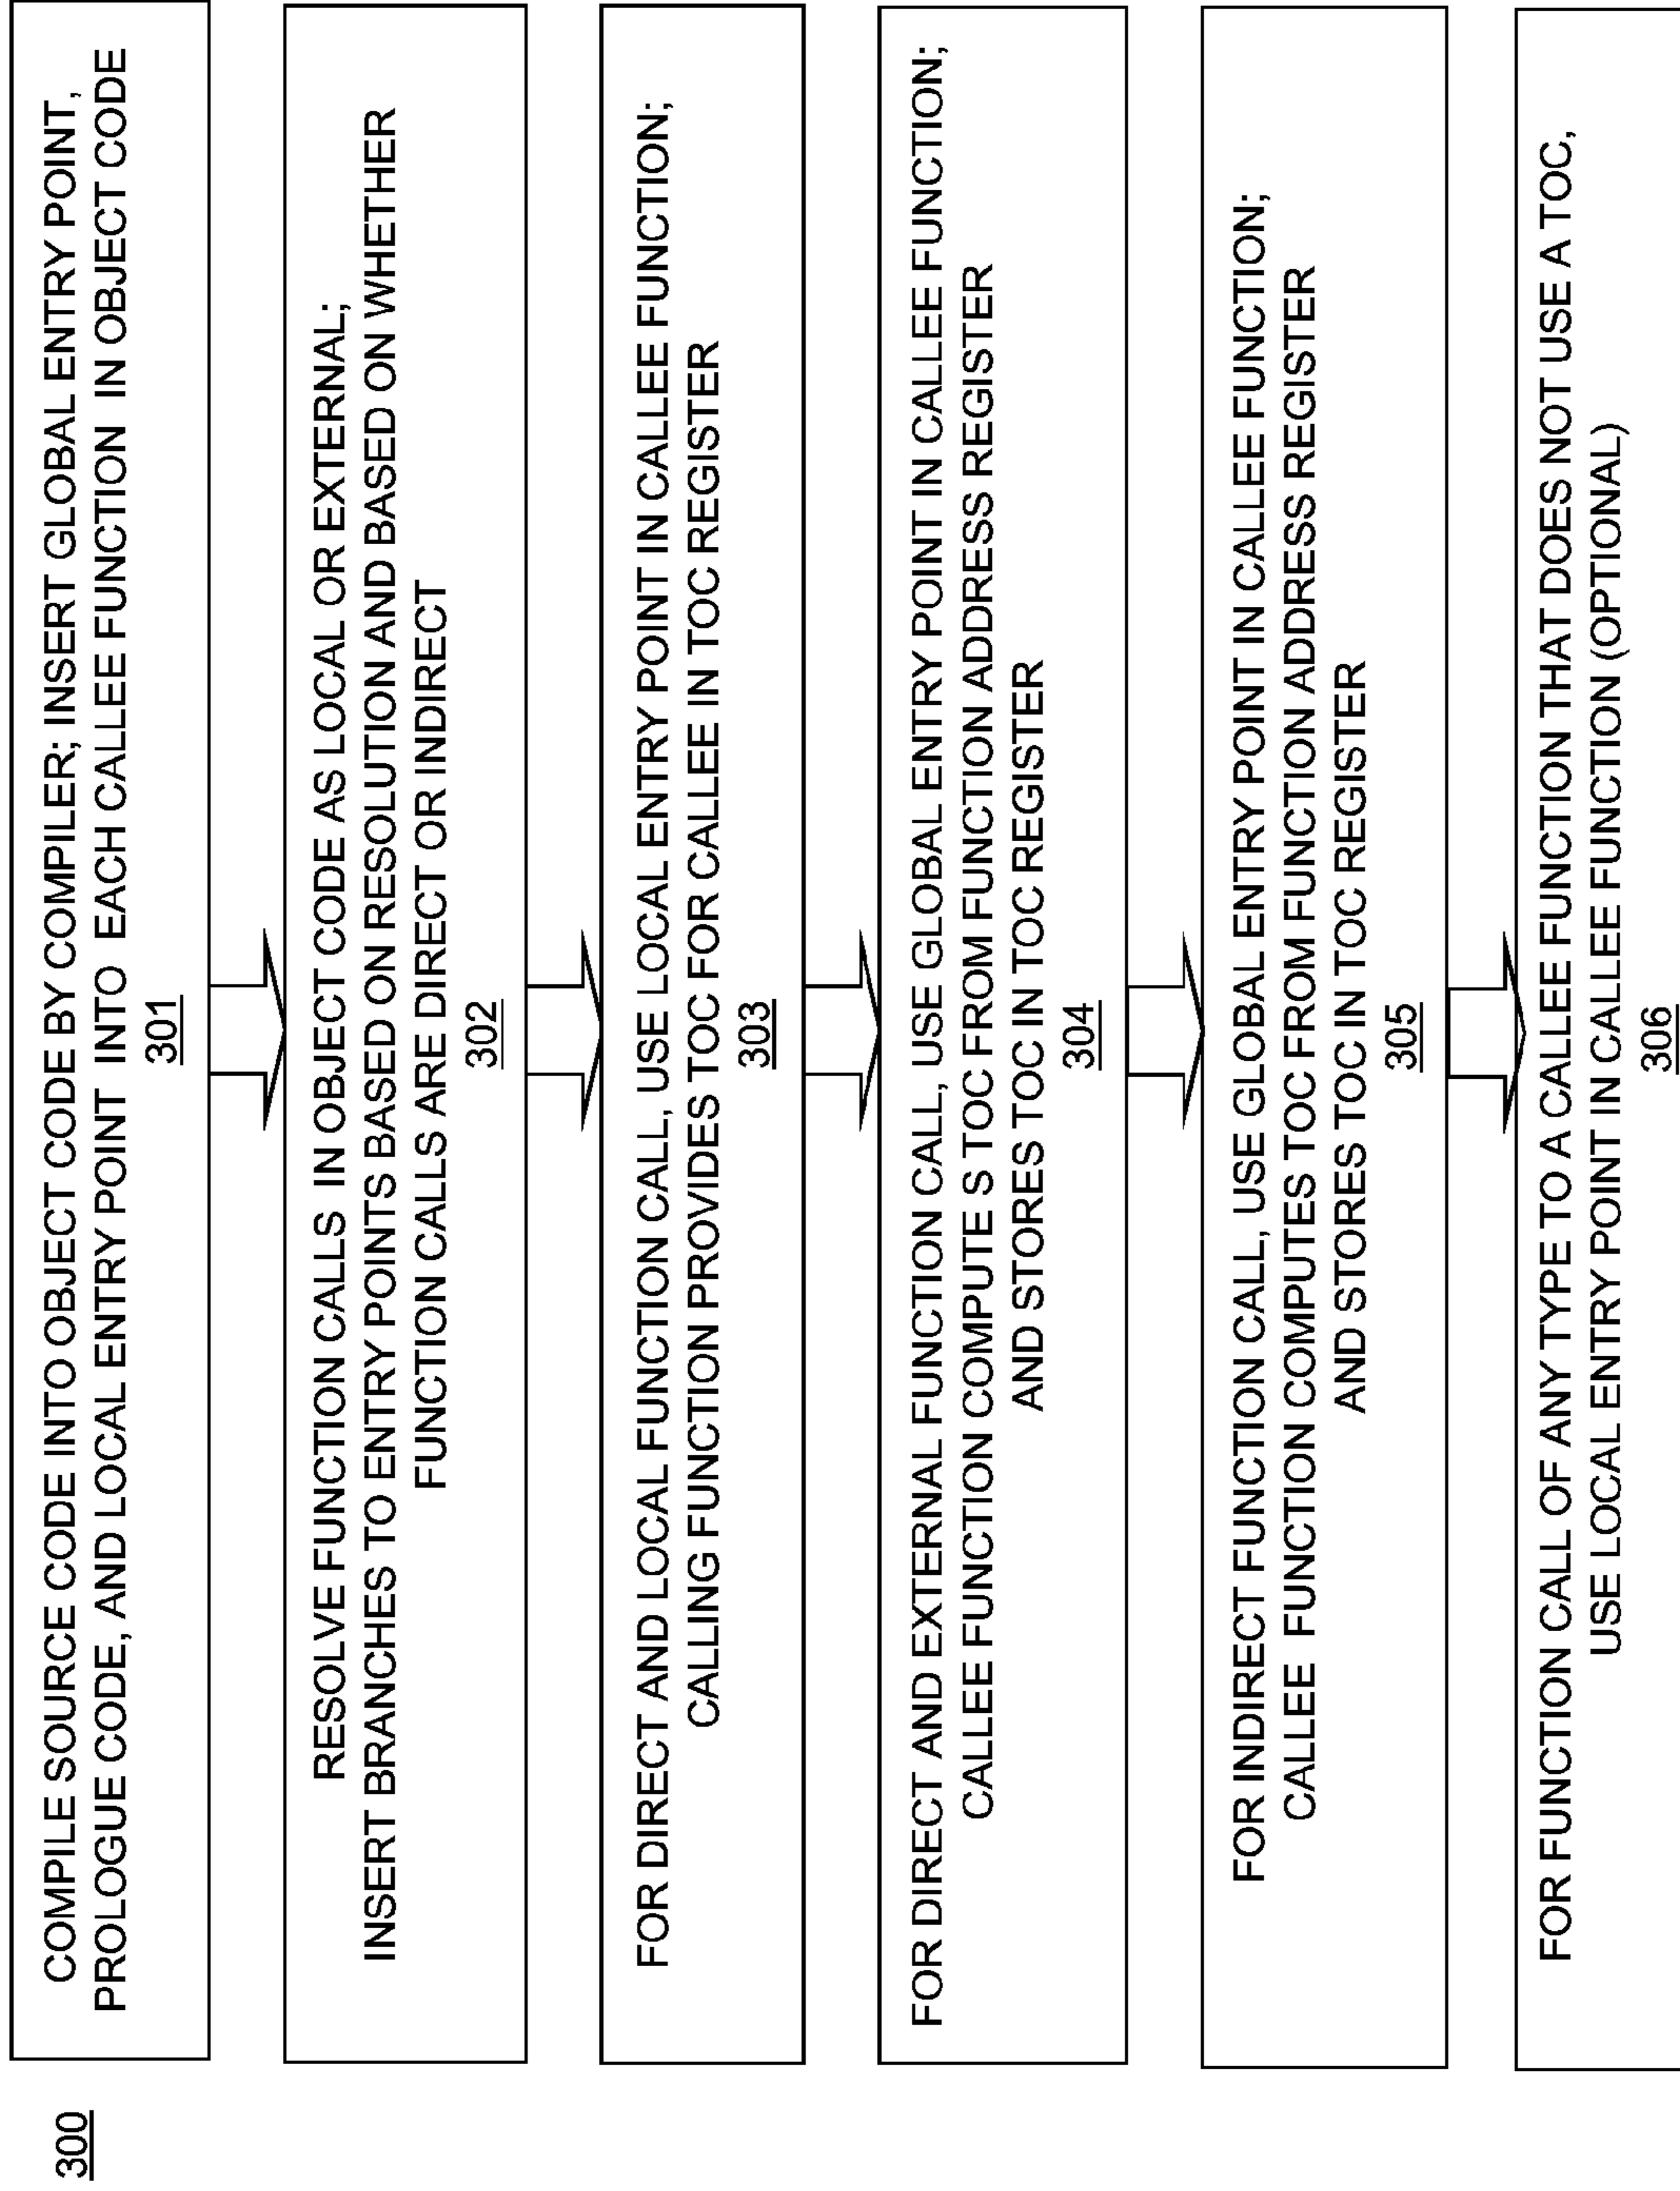 300
COMPILE SOURCE CODE INTO OBJECT CODE BY COMPILER; INSERT GLOBAL ENTRY POINT,
PROLOGUE CODE, AND LOCAL ENTRY POINT INTO EACH CALLEE FUNCTION IN OBJECT CODE
301
RESOLVE FUNCTION CALLS IN OBJECT CODE AS LOCAL OR EXTERNAL;
INSERT BRANCHES TO ENTRY POINTS BASED ON RESOLUTION AND BASED ON WHETHER
FUNCTION CALLS ARE DIRECT OR INDIRECT
302
FOR DIRECT AND LOCAL FUNCTION CALL, USE LOCAL ENTRY POINT IN CALLEE FUNCTION;
CALLING FUNCTION PROVIDES TOC FOR CALLEE IN TOC REGISTER
303
FOR DIRECT AND EXTERNAL FUNCTION CALL, USE GLOBAL ENTRY POINT IN CALLEE FUNCTION;
CALLEE FUNCTION COMPUTE S TOC FROM FUNCTION ADDRESS REGISTER
AND STORES TOC IN TOC REGISTER
304
FOR INDIRECT FUNCTION CALL, USE GLOBAL ENTRY POINT IN CALLEE FUNCTION;
CALLEE FUNCTION COMPUTES TOC FROM FUNCTION ADDRESS REGISTER
AND STORES TOC IN TOC REGISTER
305
FOR FUNCTION CALL OF ANY TYPE TO A CALLEE FUNCTION THAT DOES NOT USE A TOC,
USE LOCAL ENTRY POINT IN CALLEE FUNCTION (OPTIONAL)
306